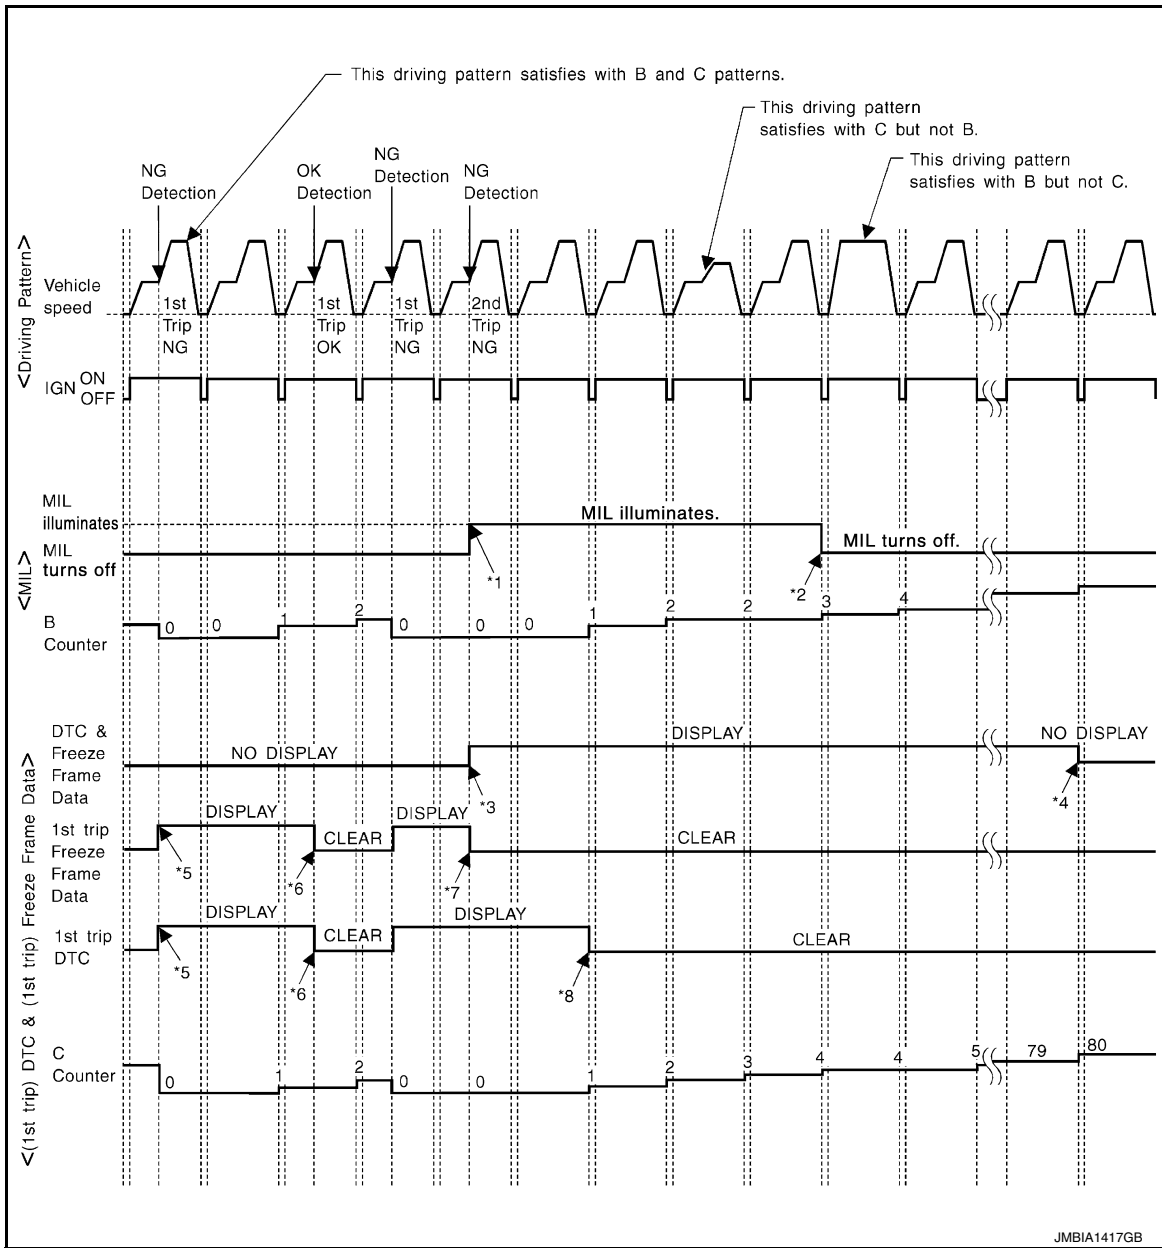 This driving pattern satisfies with B and C patterns.
This driving pattern
satisfies with C but not B.
This driving pattern
satisfies with B but not C.
NG
Detection
OK
Detection
NG
Detection
NG
Detection
<Driving Pattern>
Vehicle
speed
1st
Trip
NG
1st
Trip
OK
1st
Trip
NG
2nd
Trip
NG
IGN ON
OFF
<MIL>
MIL
illuminates
MIL illuminates.
MIL
turns off
MIL turns off.
*1
*2
B
Counter
0 0 1 2 0 0 0 1 2 2 3 4
<(1st trip) DTC & (1st trip) Freeze Frame Data>
DTC &
Freeze
Frame
Data
NO DISPLAY
DISPLAY
NO DISPLAY
*3
*4
1st trip
Freeze
Frame
Data
DISPLAY
CLEAR
DISPLAY
CLEAR
*5
*6
*7
1st trip
DTC
DISPLAY
CLEAR
DISPLAY
CLEAR
*5
*6
*8
C
Counter
0 1 2 0 0 1 2 3 4 4 5 79 80
JMBIA1417GB